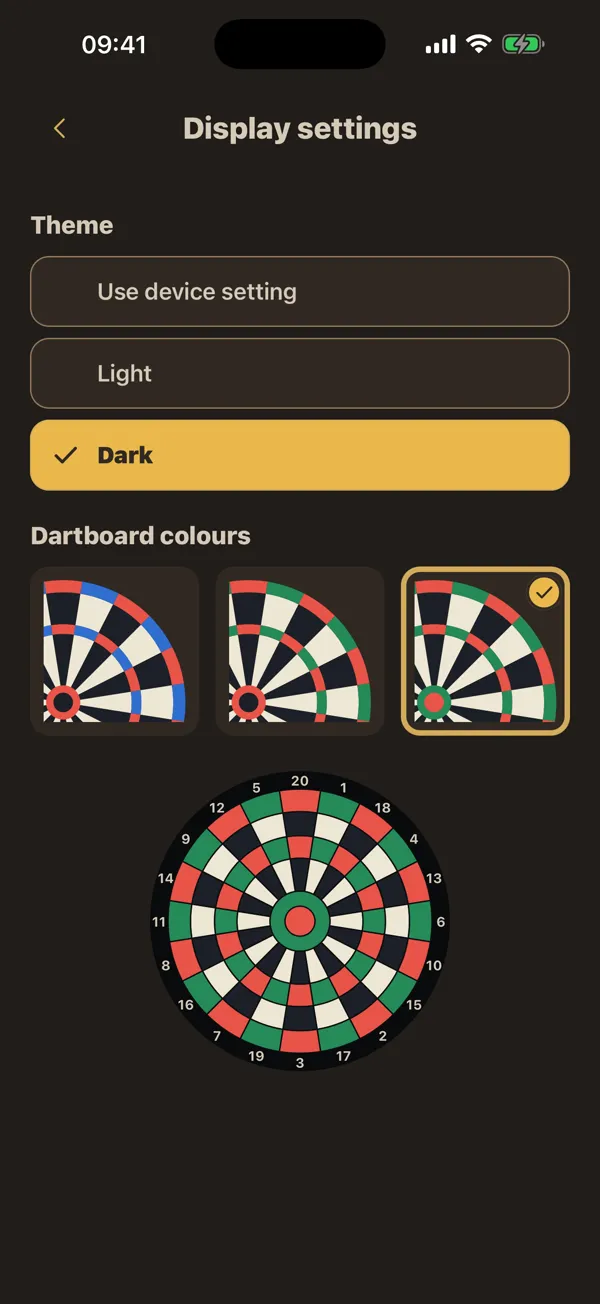 09:41
Display settings
Theme
Use device setting
Light
Dark
Dartboard colours
20
5 1
12 18
9 4
14 13
11 6
8 10
16 15
7 2
19 17
3